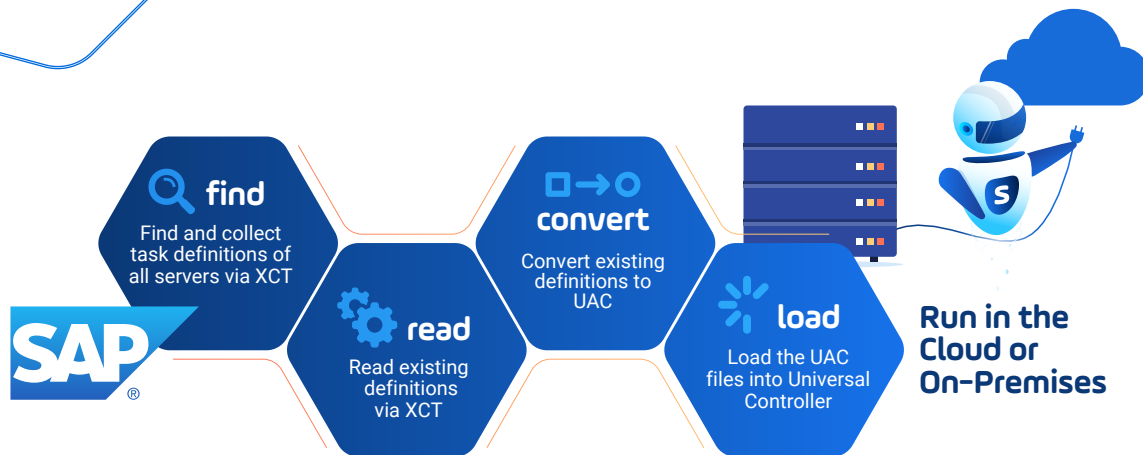 SAP
®
find
Find and collect
task definitions of
all servers via XCT
read
Read existing
definitions
via XCT
convert
Convert existing
definitions to
UAC
load
Load the UAC
files into Universal
Controller
S
Run in the
Cloud or
On-Premises